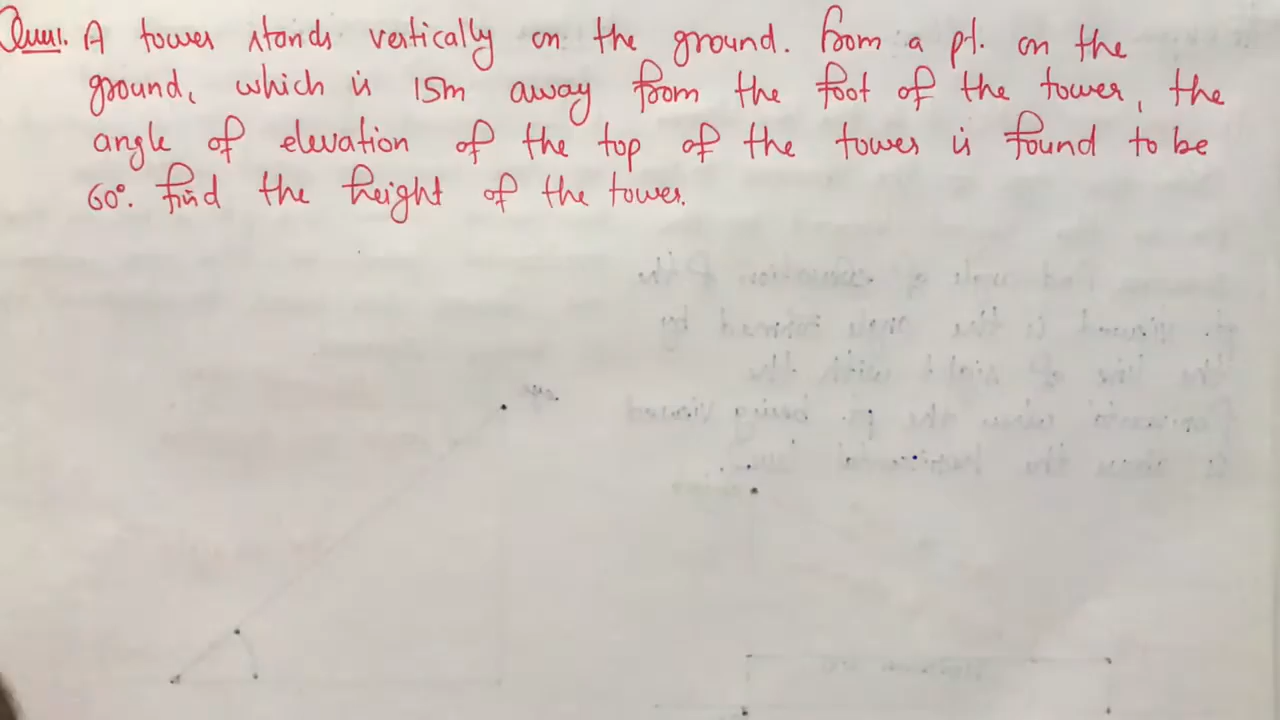 Ques1. A tower stands vertically on the ground. From a pt. on the
ground, which is 15m away from the foot of the tower, the
angle of elevation of the top of the tower is found to be
60°. find the height of the tower.